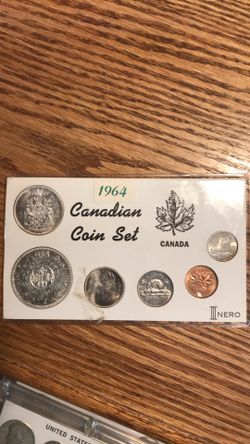 1964
Canadian
Coin Set
CANADA
NERO
UNITED STATES